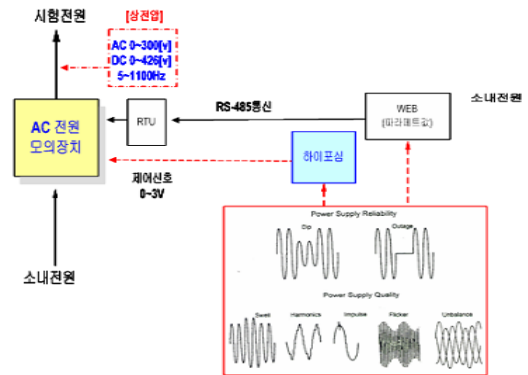 시험전원
[상전압]
AC 0~300[v]
DC 0~426[v]
5~1100Hz
AC 전원
모의장치
RTU
RS-485통신
WEB
(파라메트값)
소내전원
하이포싱
제어신호
0~3V
소내전원
Power Supply Reliability
Dip
Outage
Power Supply Quality
Swell
Harmonics
Impulse
Flicker
Unbalance